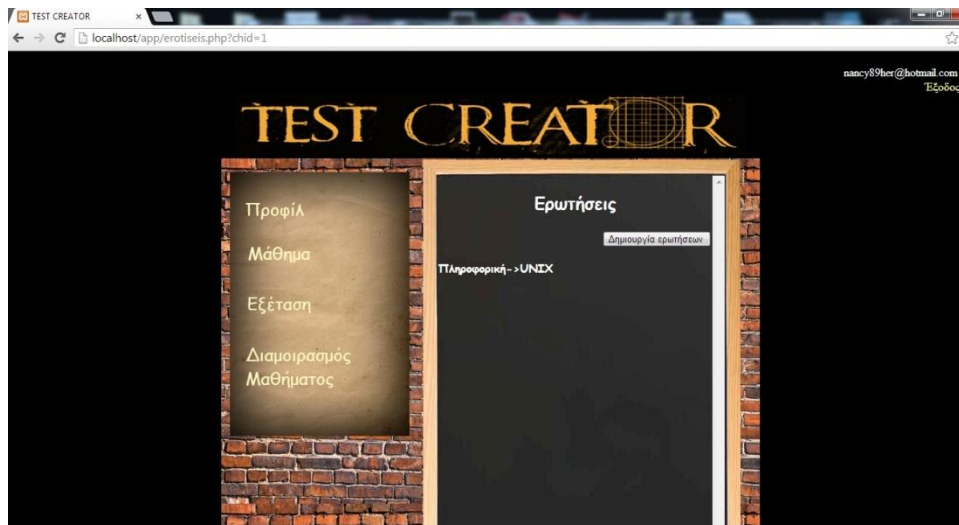 TEST CREATOR
localhost/app/erotiseis.php?chid=1
nancy89her@hotmail.com
Έξοδος
TEST CREATOR
Προφίλ
Μάθημα
Εξέταση
Διαμοιρασμός
Μαθήματος
Ερωτήσεις
Δημιουργία ερωτήσεων
Πληροφορική->UNIX